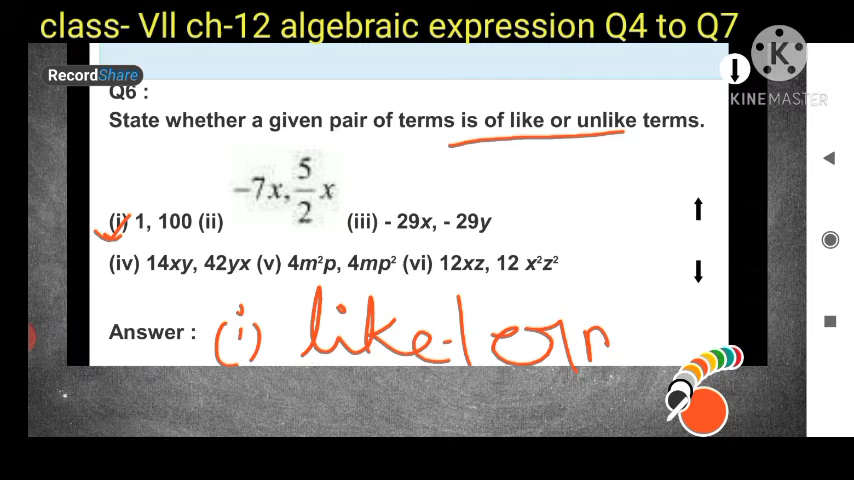 class- VII ch-12 algebraic expression Q4 to Q7
RecordShare
K
KINEMASTER
Q6 :
State whether a given pair of terms is of like or unlike terms.
(i) 1, 100 (ii) –7x, 5/2 x (iii) - 29x, - 29y
(iv) 14xy, 42yx (v) 4m²p, 4mp² (vi) 12xz, 12 x²z²
Answer : (i) like